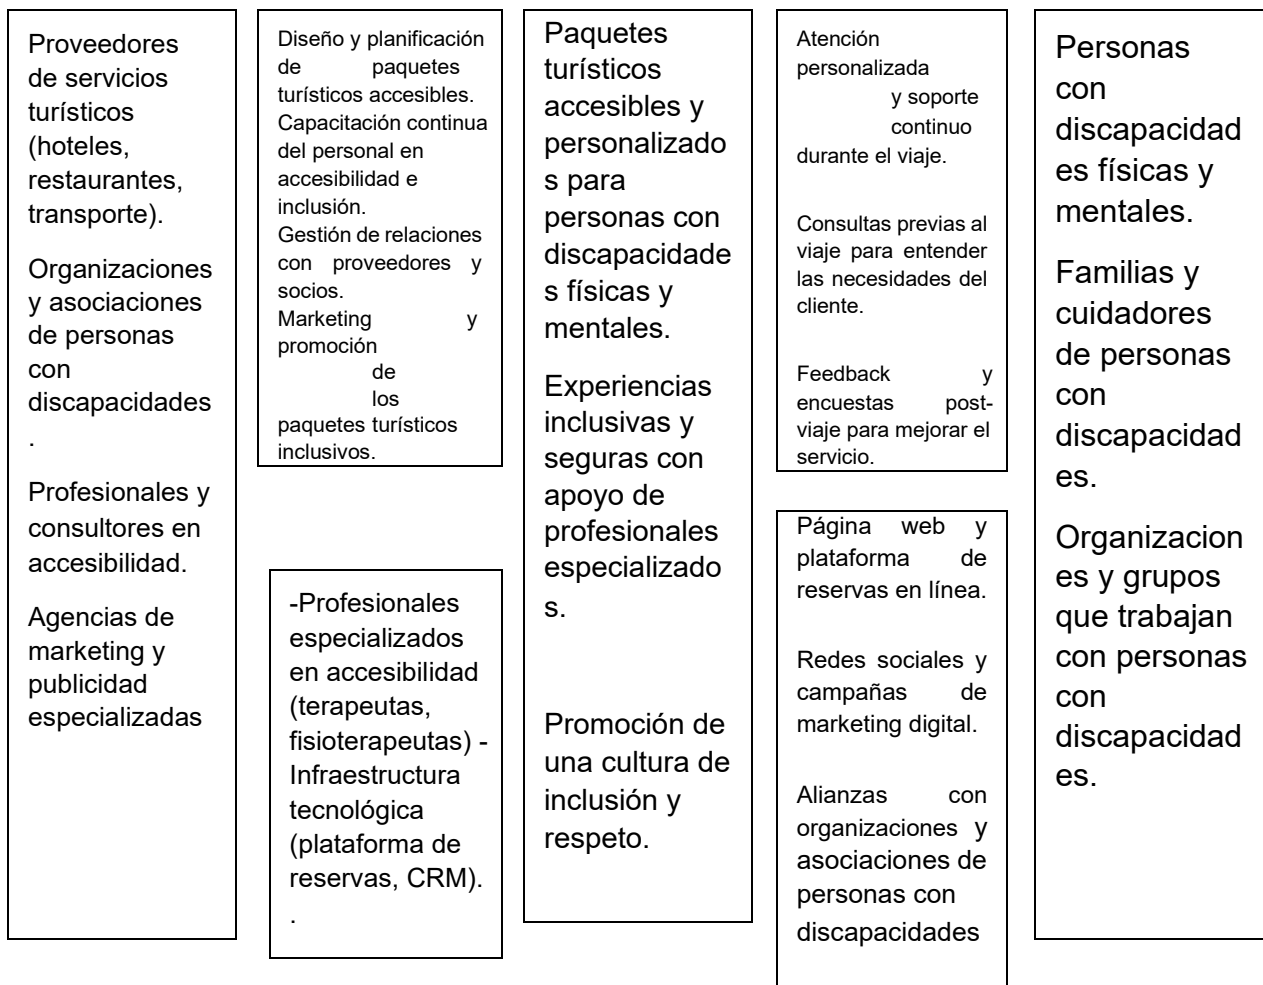 Proveedores
de servicios
turísticos
(hoteles,
restaurantes,
transporte).
Organizaciones
y asociaciones
de personas
con
discapacidades
.
Profesionales y
consultores en
accesibilidad.
Agencias de
marketing y
publicidad
especializadas
Diseño y planificación
de paquetes
turísticos accesibles.
Capacitación continua
del personal en
accesibilidad e
inclusión.
Gestión de relaciones
con proveedores y
socios.
Marketing y
promoción
de
los
paquetes turísticos
inclusivos.
-Profesionales
especializados
en accesibilidad
(terapeutas,
fisioterapeutas) -
Infraestructura
tecnológica
(plataforma de
reservas, CRM).
.
Paquetes
turísticos
accesibles y
personalizado
s para
personas con
discapacidade
s físicas y
mentales.
Experiencias
inclusivas y
seguras con
apoyo de
profesionales
especializado
s.
Promoción de
una cultura de
inclusión y
respeto.
Atención
personalizada
y soporte
continuo
durante el viaje.
Consultas previas al
viaje para entender
las necesidades del
cliente.
Feedback y
encuestas post-
viaje para mejorar el
servicio.
Página web y
plataforma de
reservas en línea.
Redes sociales y
campañas de
marketing digital.
Alianzas con
organizaciones y
asociaciones de
personas con
discapacidades
Personas
con
discapacidad
es físicas y
mentales.
Familias y
cuidadores
de personas
con
discapacidad
es.
Organizacion
es y grupos
que trabajan
con personas
con
discapacidad
es.